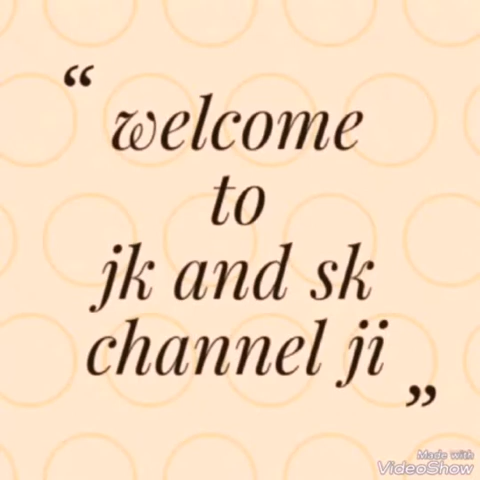 “
welcome
to
jk and sk
channel ji
”
Made with
VideoShow